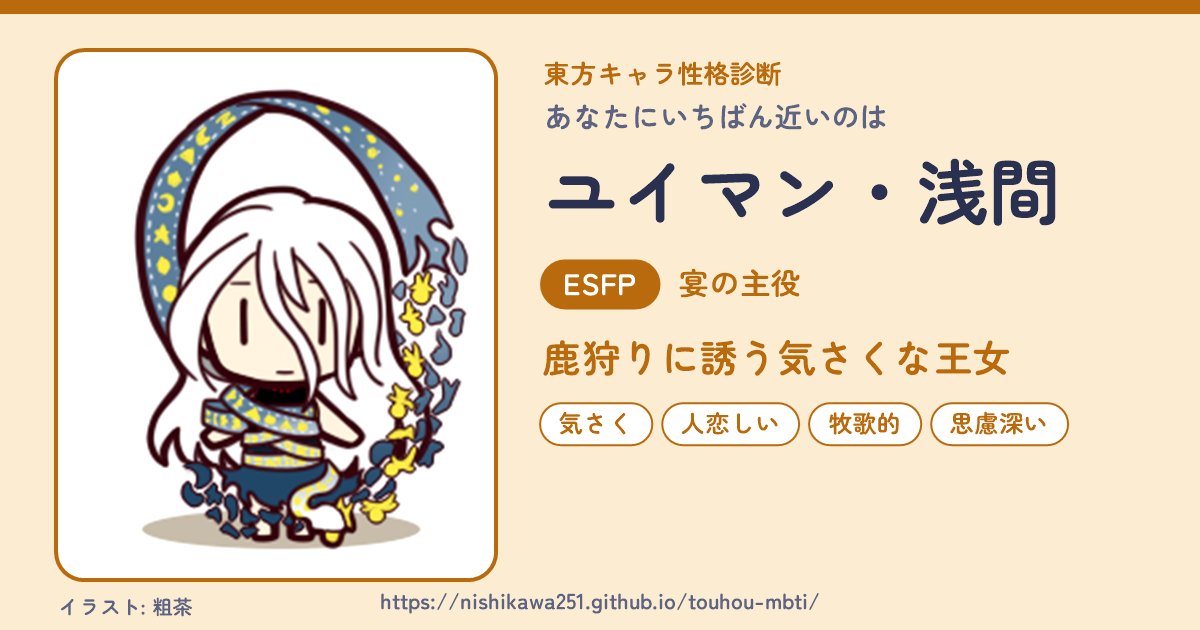 東方キャラ性格診断
あなたにいちばん近いのは
ユイマン・浅間
ESFP 宴の主役
鹿狩りに誘う気さくな王女
気さく 人恋しい 牧歌的 思慮深い
イラスト: 粗茶
https://nishikawa251.github.io/touhou-mbti/